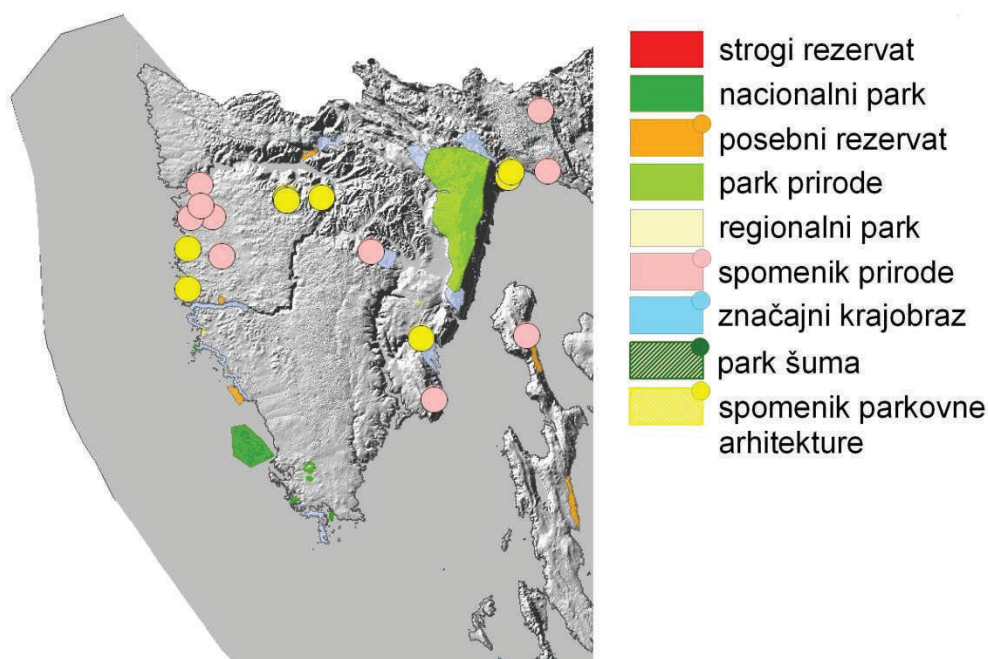 strogi rezervat
nacionalni park
posebni rezervat
park prirode
regionalni park
spomenik prirode
značajni krajobraz
park šuma
spomenik parkovne
arhitekture